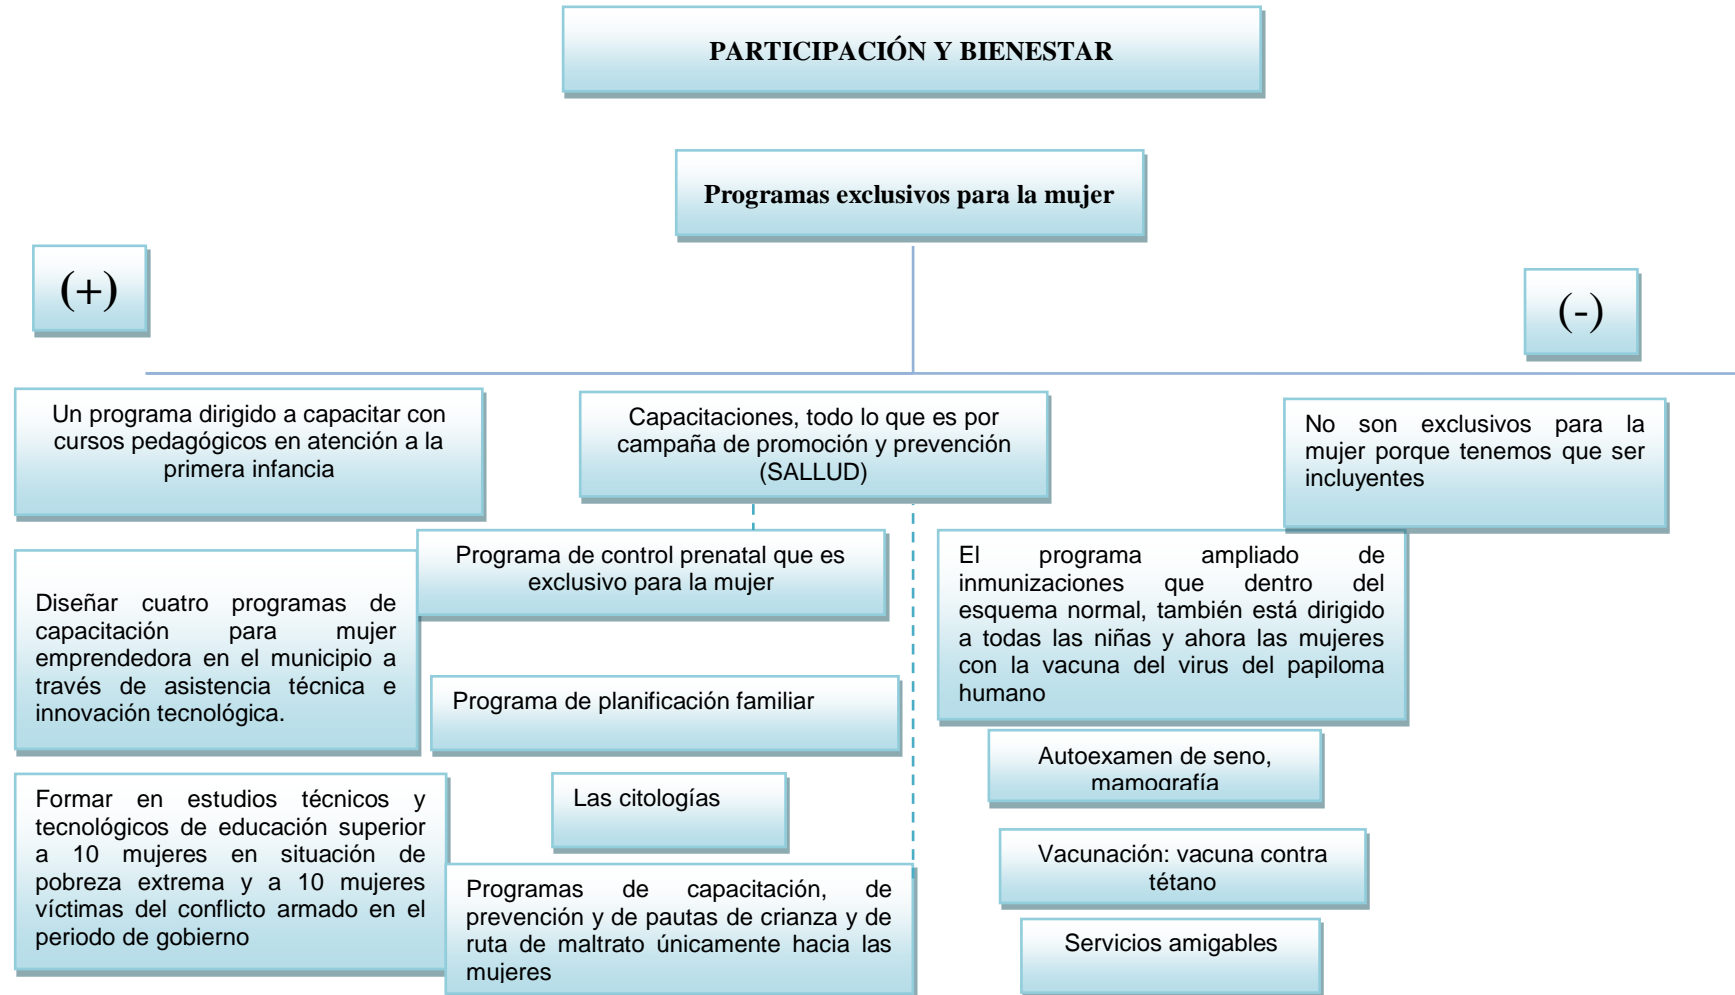 PARTICIPACIÓN Y BIENESTAR
Programas exclusivos para la mujer
(+)
(-)
Un programa dirigido a capacitar con
cursos pedagógicos en atención a la
primera infancia
Capacitaciones, todo lo que es por
campaña de promoción y prevención
(SALLUD)
No son exclusivos para la
mujer porque tenemos que ser
incluyentes
Diseñar cuatro programas de
capacitación para mujer
emprendedora en el municipio a
través de asistencia técnica e
innovación tecnológica.
Programa de control prenatal que es
exclusivo para la mujer
El programa ampliado de
inmunizaciones que dentro del
esquema normal, también está dirigido
a todas las niñas y ahora las mujeres
con la vacuna del virus del papiloma
humano
Programa de planificación familiar
Autoexamen de seno,
mamografía
Formar en estudios técnicos y
tecnológicos de educación superior
a 10 mujeres en situación de
pobreza extrema y a 10 mujeres
víctimas del conflicto armado en el
periodo de gobierno
Las citologías
Programas de capacitación, de
prevención y de pautas de crianza y de
ruta de maltrato únicamente hacia las
mujeres
Vacunación: vacuna contra
tétano
Servicios amigables